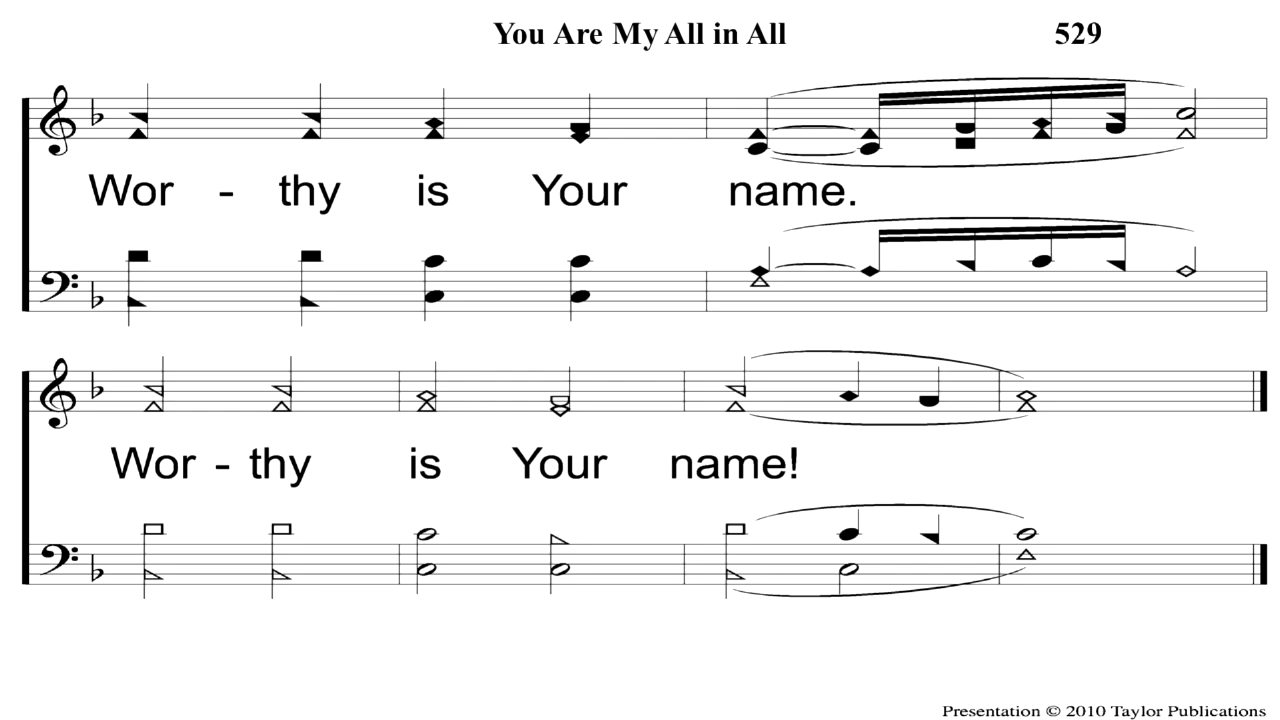 You Are My All in All 529
Wor - thy is Your name.
Wor - thy is Your name!
Presentation © 2010 Taylor Publications